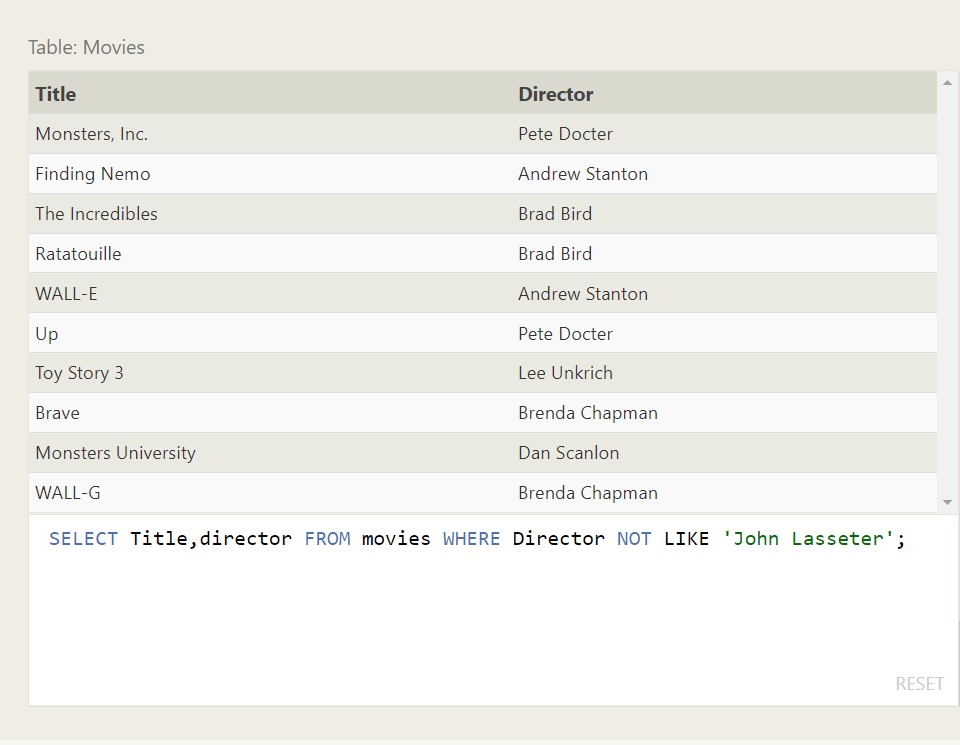 Table: Movies
Title Director
Monsters, Inc. Pete Docter
Finding Nemo Andrew Stanton
The Incredibles Brad Bird
Ratatouille Brad Bird
WALL-E Andrew Stanton
Up Pete Docter
Toy Story 3 Lee Unkrich
Brave Brenda Chapman
Monsters University Dan Scanlon
WALL-G Brenda Chapman
SELECT Title,director FROM movies WHERE Director NOT LIKE 'John Lasseter';
RESET